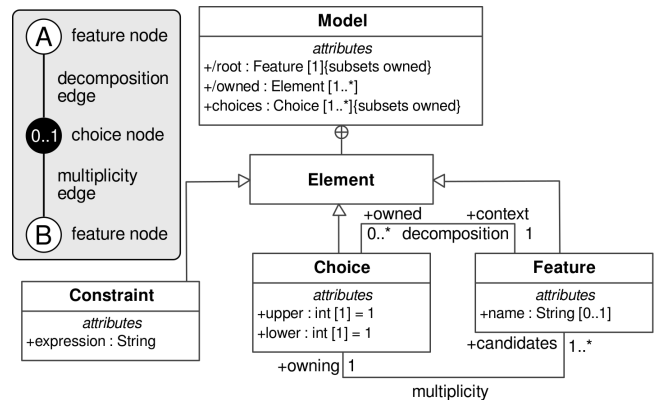 A feature node
decomposition
edge
0..1 choice node
multiplicity
edge
B feature node
Model
attributes
+/root : Feature [1]{subsets owned}
+/owned : Element [1..*]
+choices : Choice [1..*]{subsets owned}
Element
+owned +context
0..* decomposition 1
Constraint
attributes
+expression : String
Choice
attributes
+upper : int [1] = 1
+lower : int [1] = 1
Feature
attributes
+name : String [0..1]
+candidates 1..*
+owning 1
multiplicity